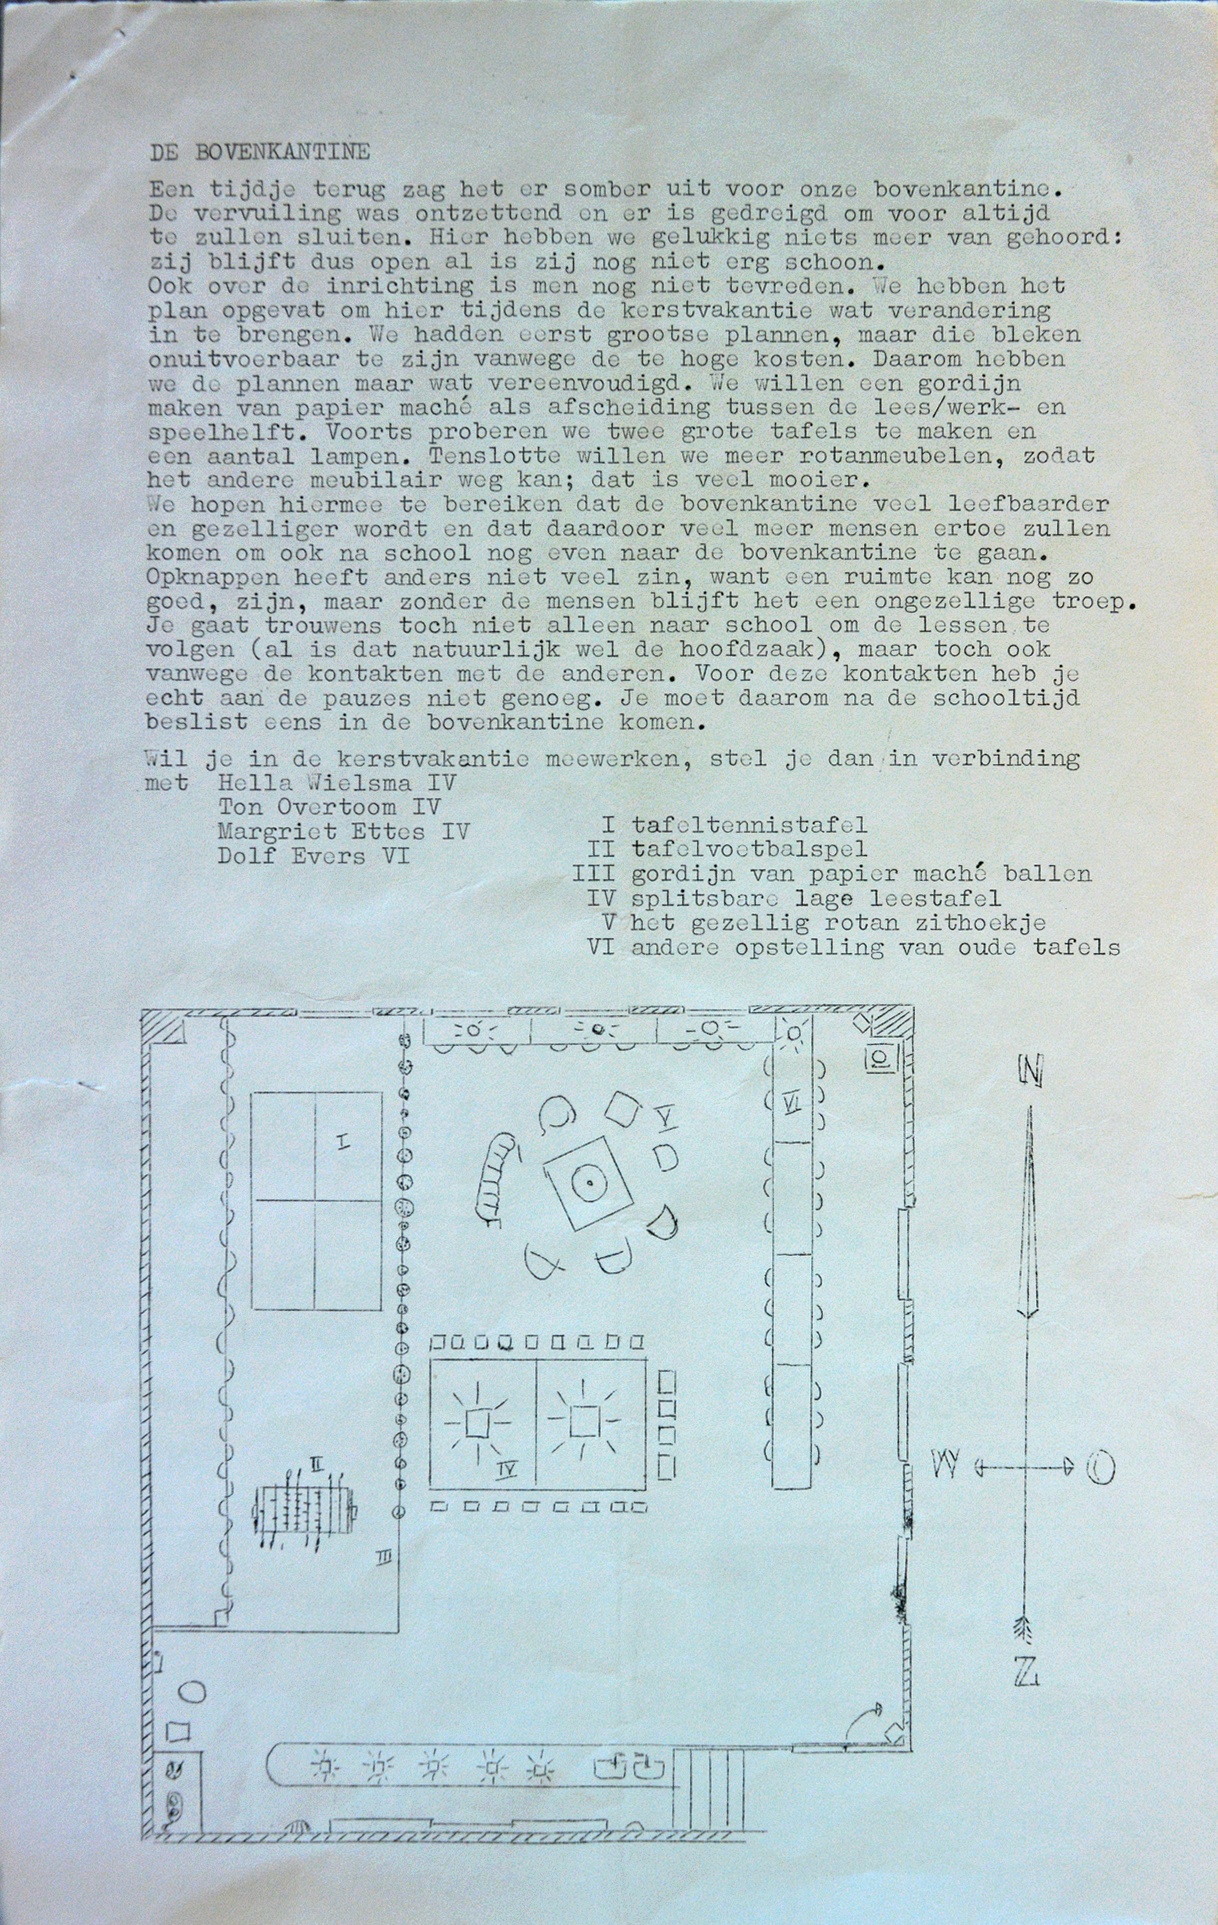 DE BOVENKANTINE
Een tijdje terug zag het er somber uit voor onze bovenkantine.
De vervuiling was ontzettend en er is gedreigd om voor altijd
te zullen sluiten. Hier hebben we gelukkig niets meer van gehoord:
zij blijft dus open al is zij nog niet erg schoon.
Ook over de inrichting is men nog niet tevreden. We hebben het
plan opgevat om hier tijdens de kerstvakantie wat verandering
in te brengen. We hadden eerst grootse plannen, maar die bleken
onuitvoerbaar te zijn vanwege de te hoge kosten. Daarom hebben
we de plannen maar wat vereenvoudigd. We willen een gordijn
maken van papier maché als afscheiding tussen de lees/werk- en
speelhelft. Voorts proberen we twee grote tafels te maken en
een aantal lampen. Tenslotte willen we meer rotanmeubelen, zodat
het andere meubilair weg kan; dat is veel mooier.
We hopen hiermee te bereiken dat de bovenkantine veel leefbaarder
en gezelliger wordt en dat daardoor veel meer mensen ertoe zullen
komen om ook na school nog even naar de bovenkantine te gaan.
Opknappen heeft anders niet veel zin, want een ruimte kan nog zo
goed, zijn, maar zonder de mensen blijft het een ongezellige troep.
Je gaat trouwens toch niet alleen naar school om de lessen te
volgen (al is dat natuurlijk wel de hoofdzaak), maar toch ook
vanwege de kontakten met de anderen. Voor deze kontakten heb je
echt aan de pauzes niet genoeg. Je moet daarom na de schooltijd
beslist eens in de bovenkantine komen.
Wil je in de kerstvakantie meewerken, stel je dan in verbinding
met Hella Wielsma IV
Ton Overtoom IV
Margriet Ettes IV
Dolf Evers VI
I tafeltennistafel
II tafelvoetbalspel
III gordijn van papier maché ballen
IV splitsbare lage leestafel
V het gezellig rotan zithoekje
VI andere opstelling van oude tafels
N
VI
V
I
IV
II
W O
III
Z